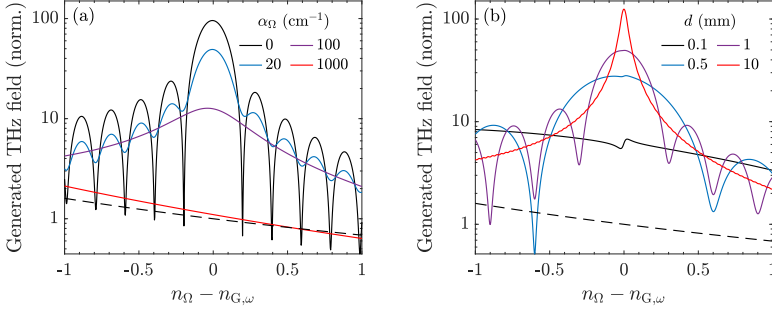 (a)
α_Ω (cm⁻¹)
0 100
20 1000
100
10
1
Generated THz field (norm.)
-1 -0.5 0 0.5 1
n_Ω − n_G,ω
(b)
d (mm)
0.1 1
0.5 10
100
10
1
Generated THz field (norm.)
-1 -0.5 0 0.5 1
n_Ω − n_G,ω